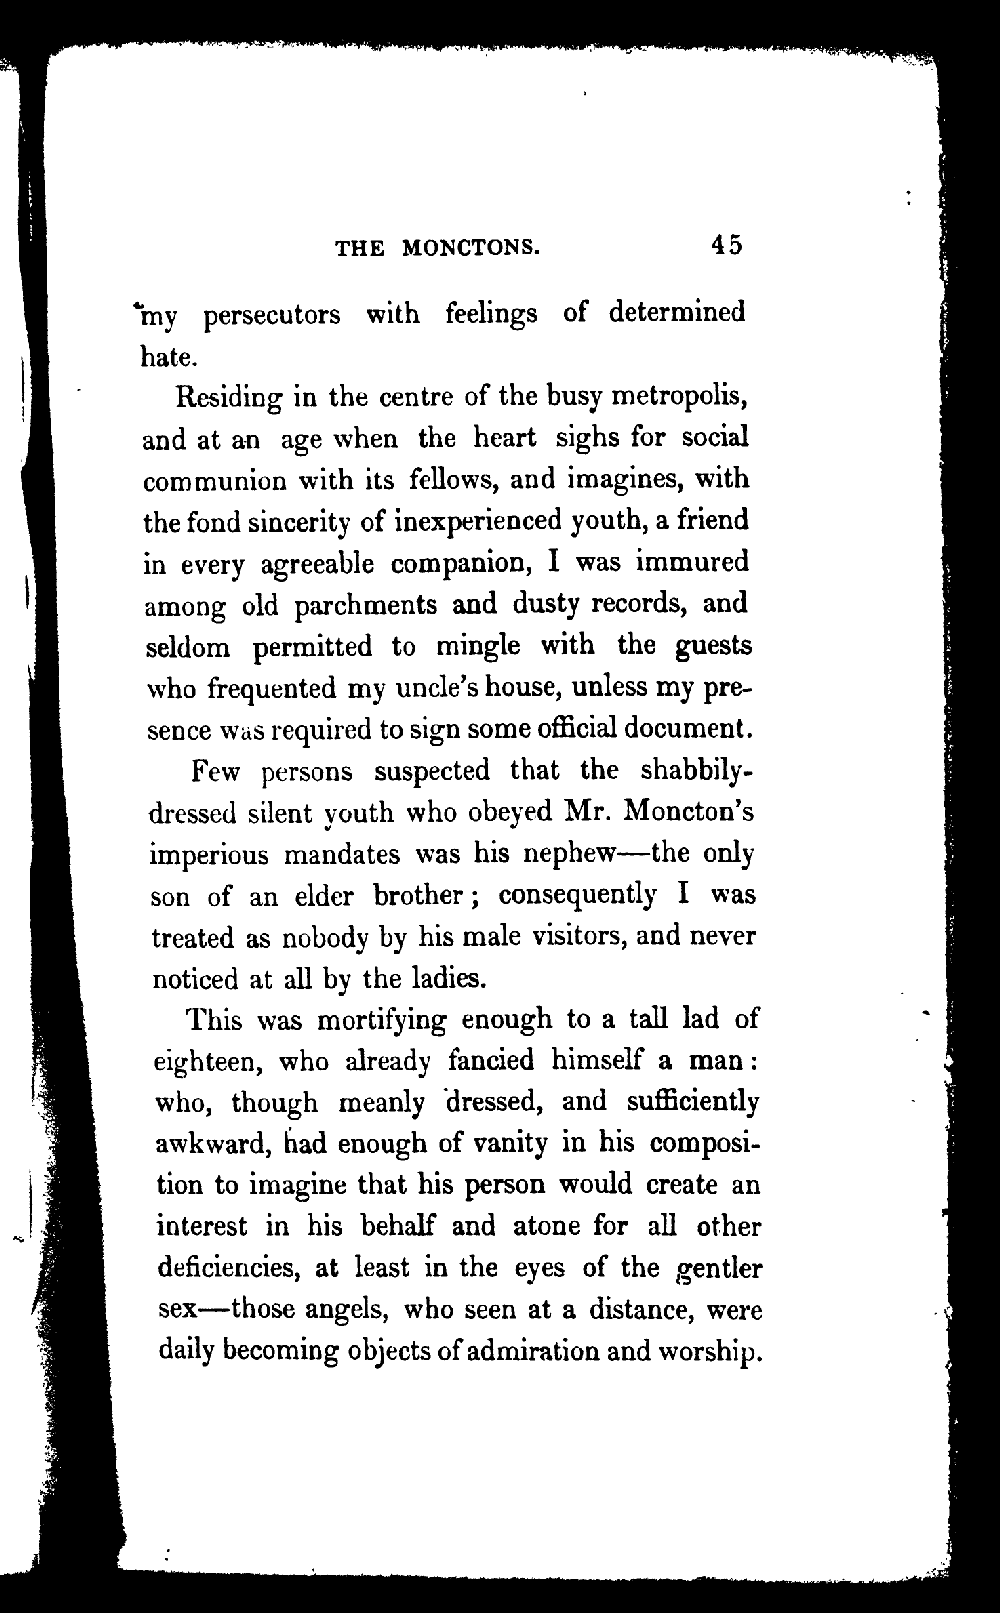 THE MONCTONS. 45
my persecutors with feelings of determined
hate.
Residing in the centre of the busy metropolis,
and at an age when the heart sighs for social
communion with its fellows, and imagines, with
the fond sincerity of inexperienced youth, a friend
in every agreeable companion, I was immured
among old parchments and dusty records, and
seldom permitted to mingle with the guests
who frequented my uncle's house, unless my pre-
sence was required to sign some official document.
Few persons suspected that the shabbily-
dressed silent youth who obeyed Mr. Moncton's
imperious mandates was his nephew—the only
son of an elder brother; consequently I was
treated as nobody by his male visitors, and never
noticed at all by the ladies.
This was mortifying enough to a tall lad of
eighteen, who already fancied himself a man:
who, though meanly dressed, and sufficiently
awkward, had enough of vanity in his composi-
tion to imagine that his person would create an
interest in his behalf and atone for all other
deficiencies, at least in the eyes of the gentler
sex—those angels, who seen at a distance, were
daily becoming objects of admiration and worship.